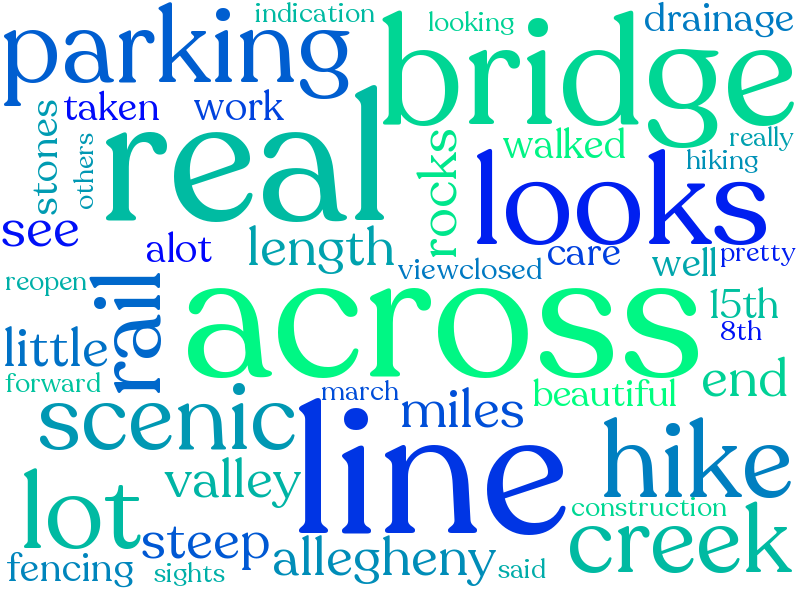 indication
looking
drainage
parking
bridge
taken
work
real
stones
others
rocks
walked
really
hiking
looks
see
alot
length
viewclosed
care
well
pretty
reopen
rail
across
15th
8th
little
forward
march
beautiful
end
scenic
miles
line
hike
valley
lot
construction
creek
steep
allegheny
fencing
sights
said